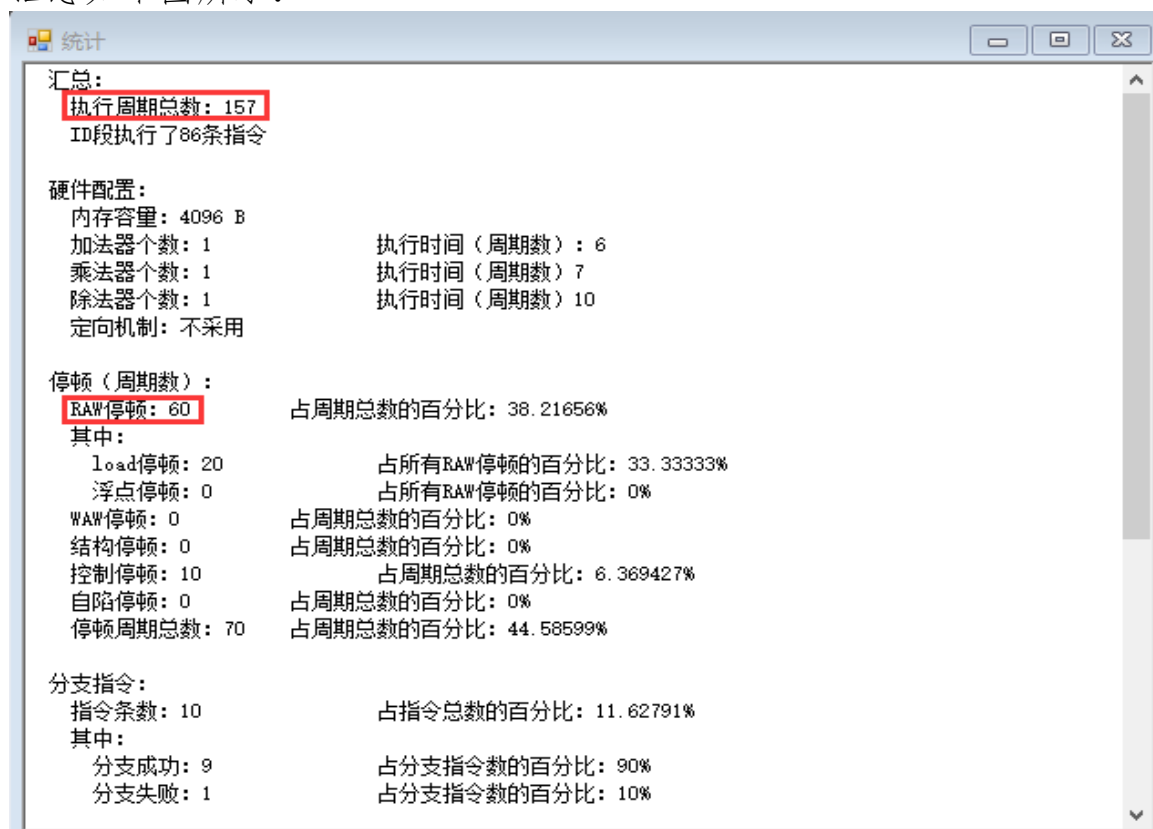 统计
汇总:
执行周期总数: 157
ID段执行了86条指令
硬件配置:
内存容量: 4096 B
加法器个数: 1 执行时间（周期数）: 6
乘法器个数: 1 执行时间（周期数）7
除法器个数: 1 执行时间（周期数）10
定向机制: 不采用
停顿（周期数）:
RAW停顿: 60 占周期总数的百分比: 38.21656%
其中:
load停顿: 20 占所有RAW停顿的百分比: 33.33333%
浮点停顿: 0 占所有RAW停顿的百分比: 0%
WAW停顿: 0 占周期总数的百分比: 0%
结构停顿: 0 占周期总数的百分比: 0%
控制停顿: 10 占周期总数的百分比: 6.369427%
自陷停顿: 0 占周期总数的百分比: 0%
停顿周期总数: 70 占周期总数的百分比: 44.58599%
分支指令:
指令条数: 10 占指令总数的百分比: 11.62791%
其中:
分支成功: 9 占分支指令数的百分比: 90%
分支失败: 1 占分支指令数的百分比: 10%